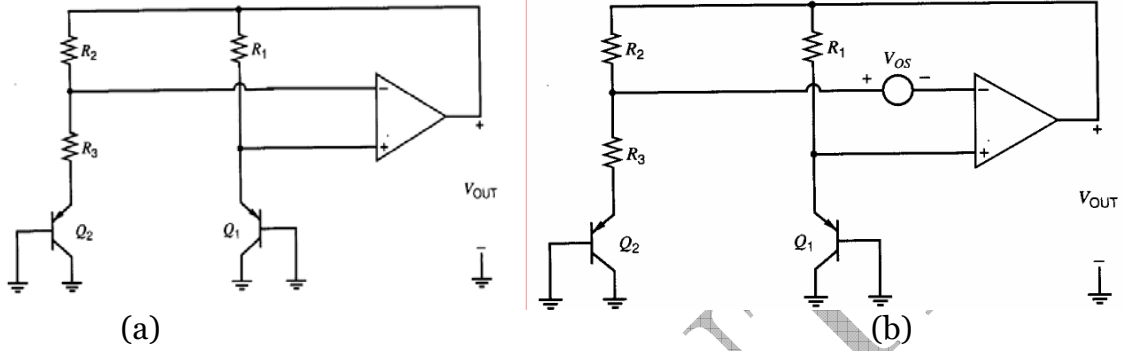 R2
R1
−
R3
+
+
VOUT
Q2
Q1
−
(a)
R2
R1
VOS
+
−
−
R3
+
+
VOUT
Q2
Q1
−
(b)